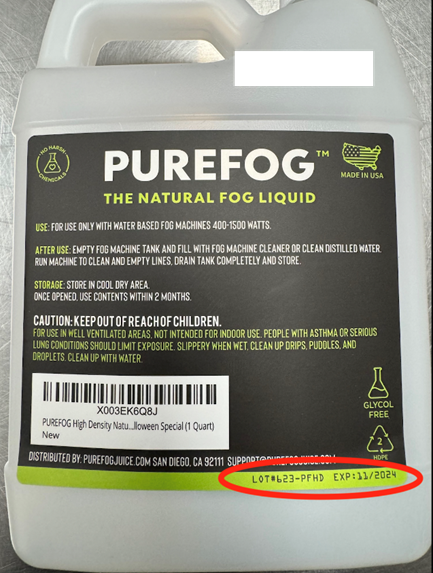 NO HARSH
CHEMICALS
PUREFOG™
MADE IN USA
THE NATURAL FOG LIQUID
USE: FOR USE ONLY WITH WATER BASED FOG MACHINES 400-1500 WATTS.
AFTER USE: EMPTY FOG MACHINE TANK AND FILL WITH FOG MACHINE CLEANER OR CLEAN DISTILLED WATER.
RUN MACHINE TO CLEAN AND EMPTY LINES, DRAIN TANK COMPLETELY AND STORE.
STORAGE: STORE IN COOL DRY AREA.
ONCE OPENED, USE CONTENTS WITHIN 2 MONTHS.
CAUTION: KEEP OUT OF REACH OF CHILDREN.
FOR USE IN WELL VENTILATED AREAS, NOT INTENDED FOR INDOOR USE. PEOPLE WITH ASTHMA OR SERIOUS
LUNG CONDITIONS SHOULD LIMIT EXPOSURE. SLIPPERY WHEN WET. CLEAN UP DRIPS, PUDDLES, AND
DROPLETS. CLEAN UP WITH WATER.
X003EK6Q8J
PUREFOG High Density Natu...lloween Special (1 Quart)
New
GLYCOL
FREE
2
HDPE
DISTRIBUTED BY: PUREFOGJUICE.COM SAN DIEGO, CA 92111 SUPPORT@PUREFOGJUICE.COM
LOT#623-PFHD EXP:11/2024